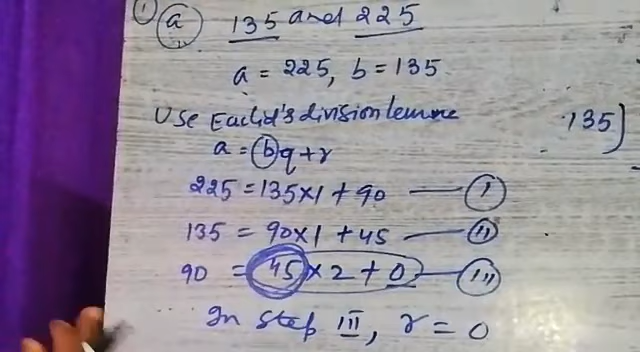 ① (a) 135 and 225
a = 225, b = 135
Use Euclid's division lemma
135)
a = bq+r
225 = 135×1 + 90 — I
135 = 90×1 + 45 — II
90 = 45×2 + 0 — III
In Step III, r = 0